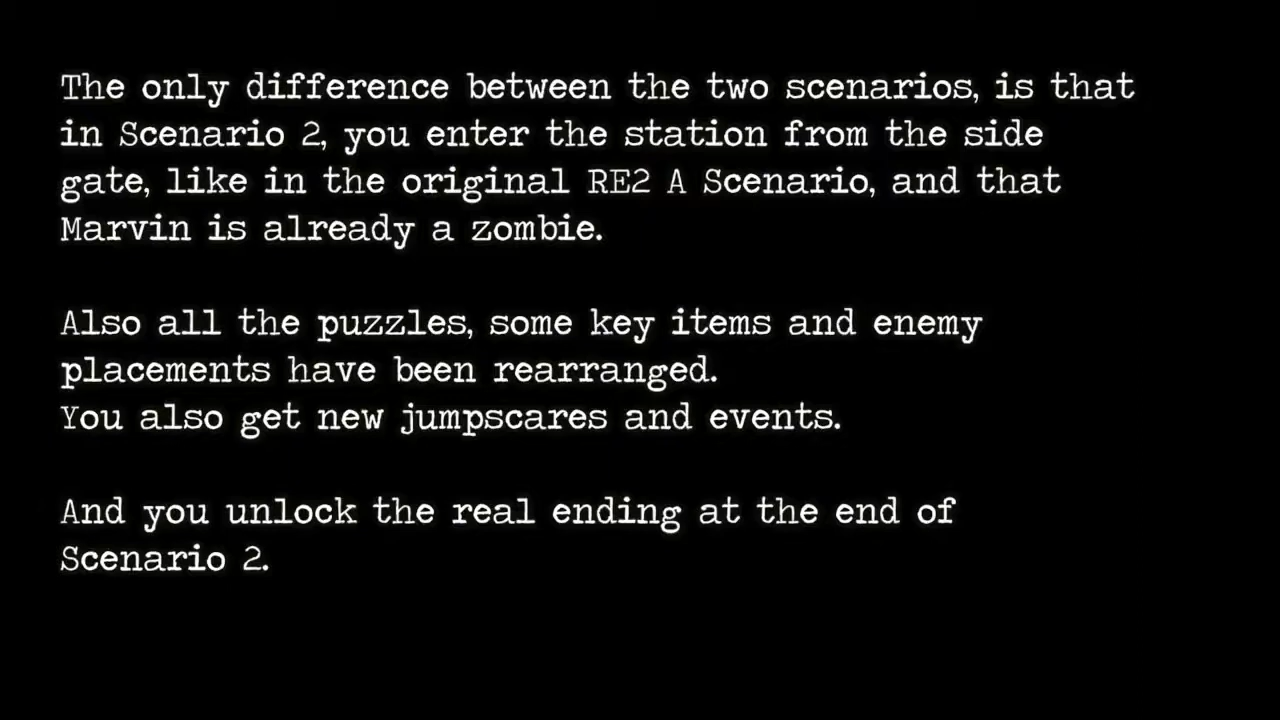 The only difference between the two scenarios, is that
in Scenario 2, you enter the station from the side
gate, like in the original RE2 A Scenario, and that
Marvin is already a zombie.
Also all the puzzles, some key items and enemy
placements have been rearranged.
You also get new jumpscares and events.
And you unlock the real ending at the end of
Scenario 2.